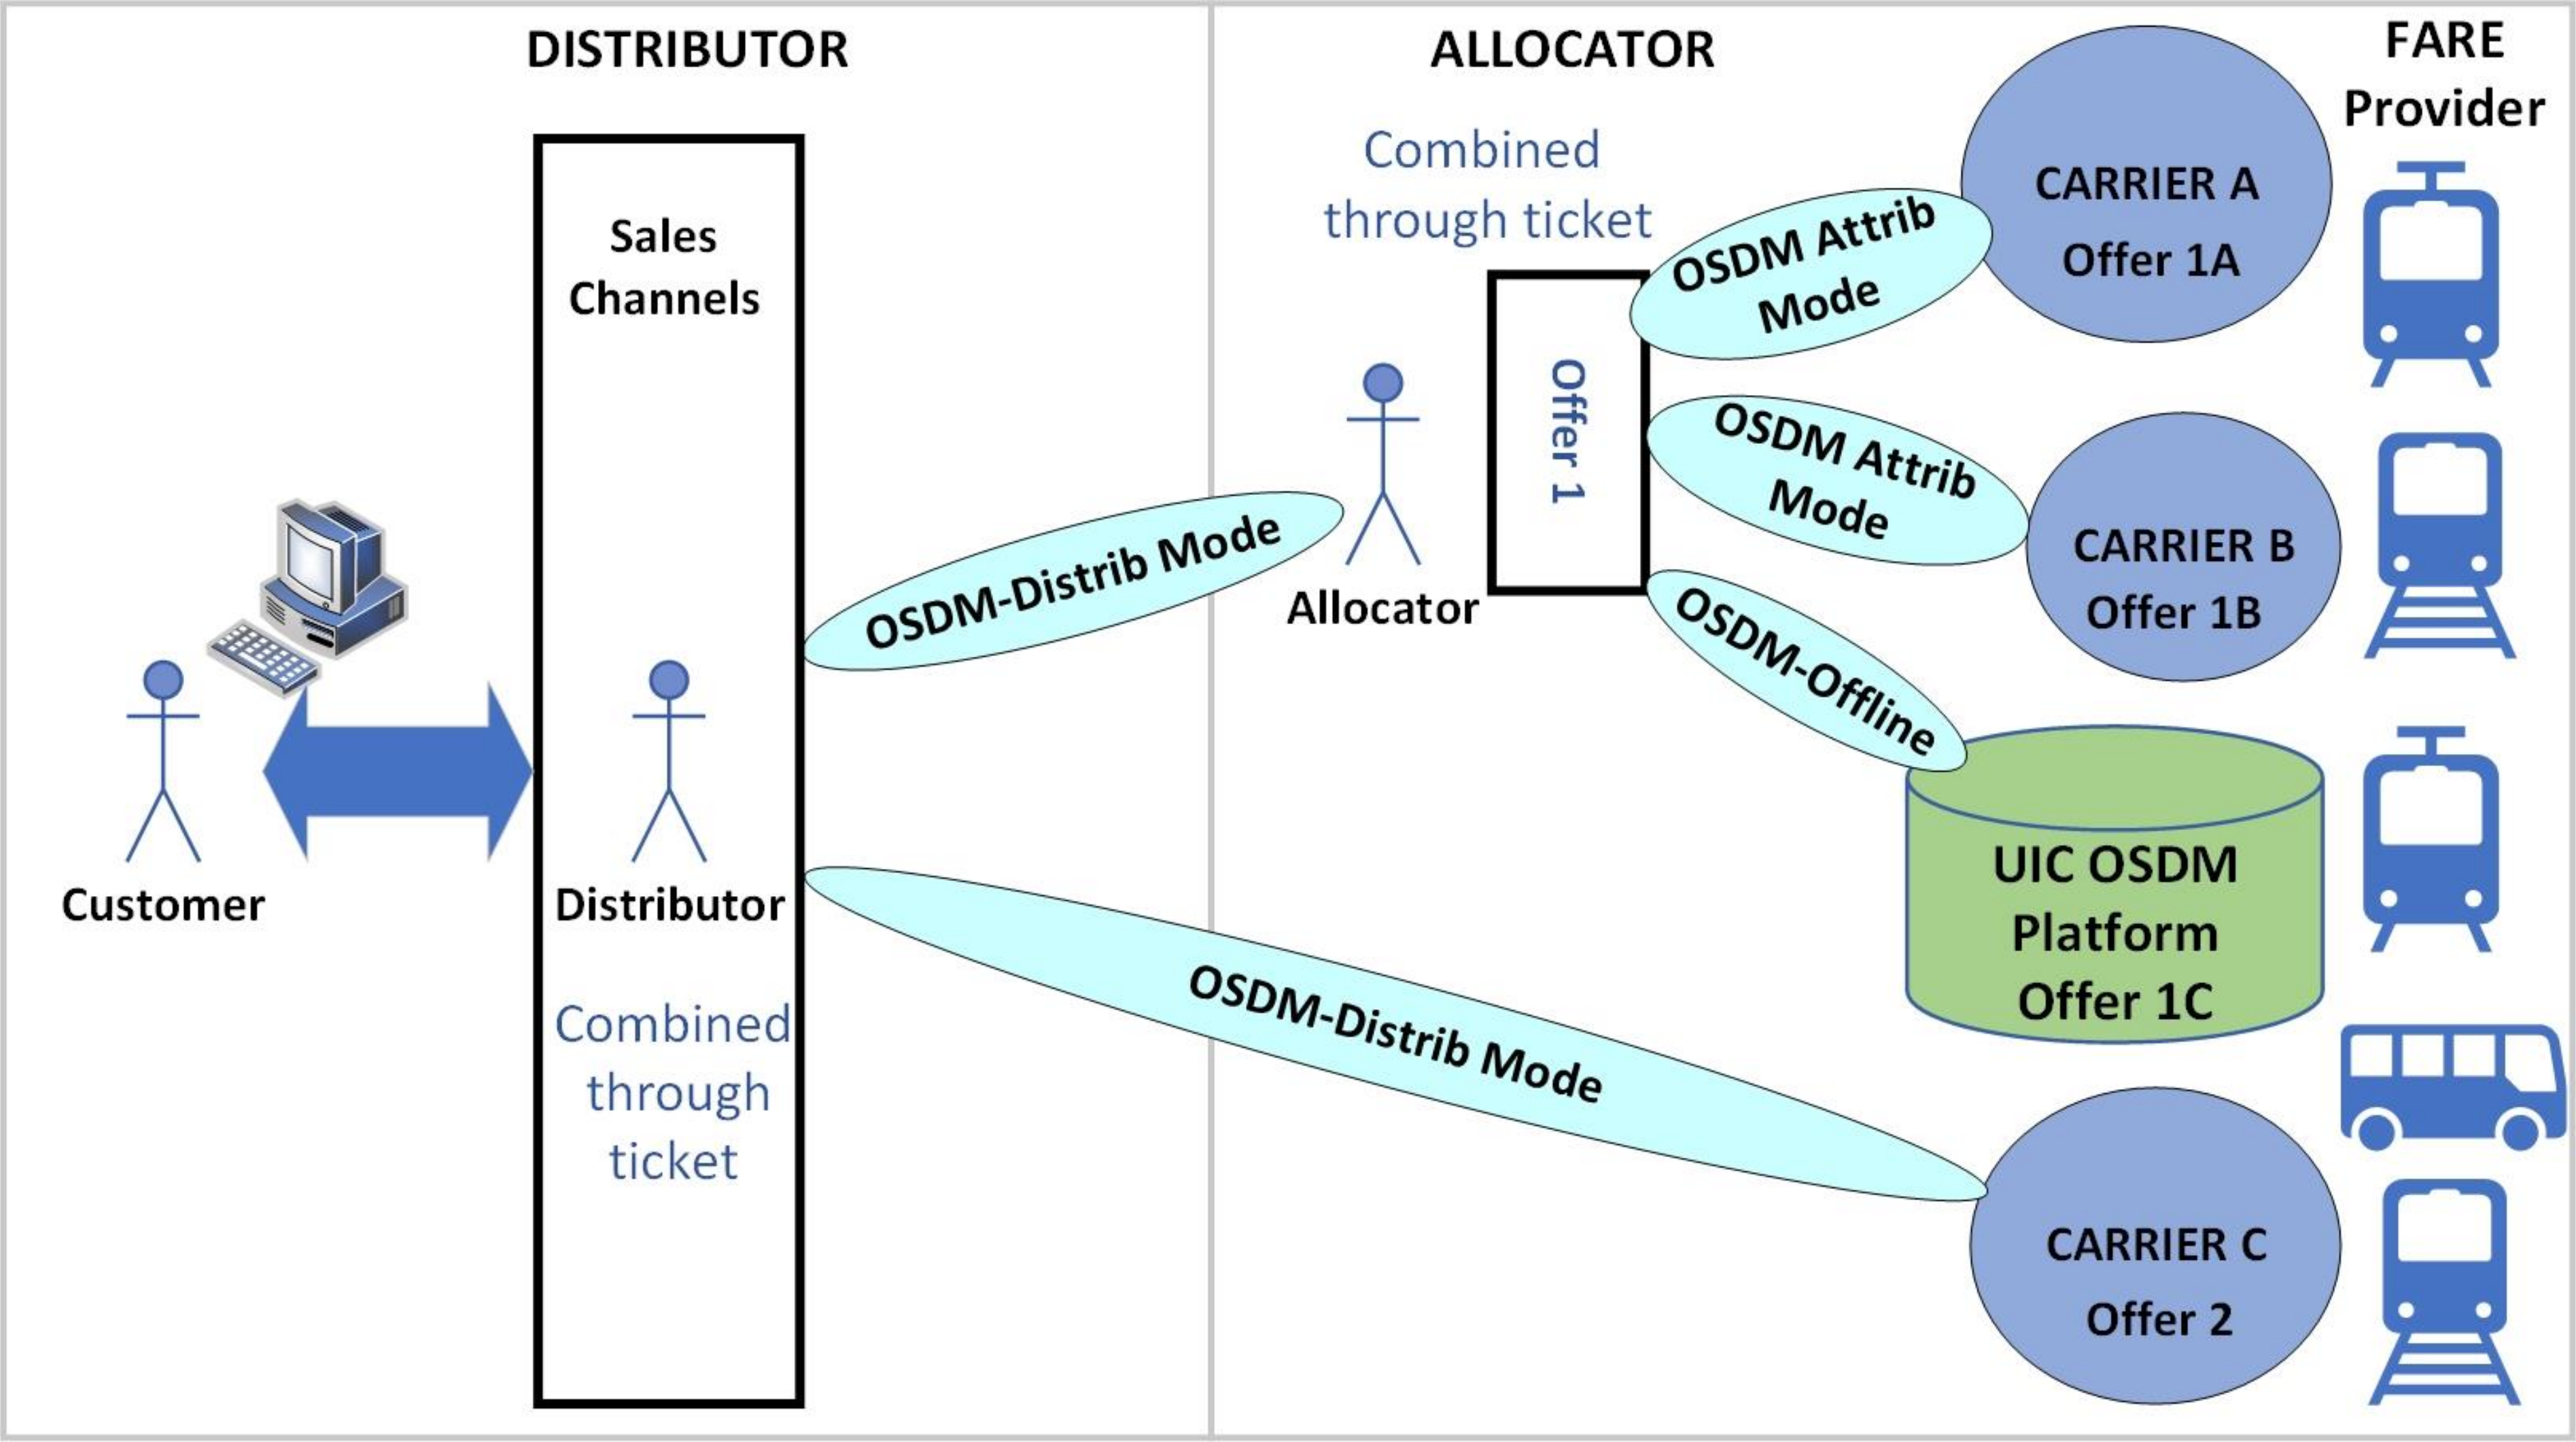 DISTRIBUTOR
Sales
Channels
Customer
Distributor
Combined
through
ticket
OSDM-Distrib Mode
OSDM-Distrib Mode
ALLOCATOR
Combined
through ticket
Allocator
Offer 1
OSDM Attrib
Mode
OSDM Attrib
Mode
OSDM-Offline
FARE
Provider
CARRIER A
Offer 1A
CARRIER B
Offer 1B
UIC OSDM
Platform
Offer 1C
CARRIER C
Offer 2